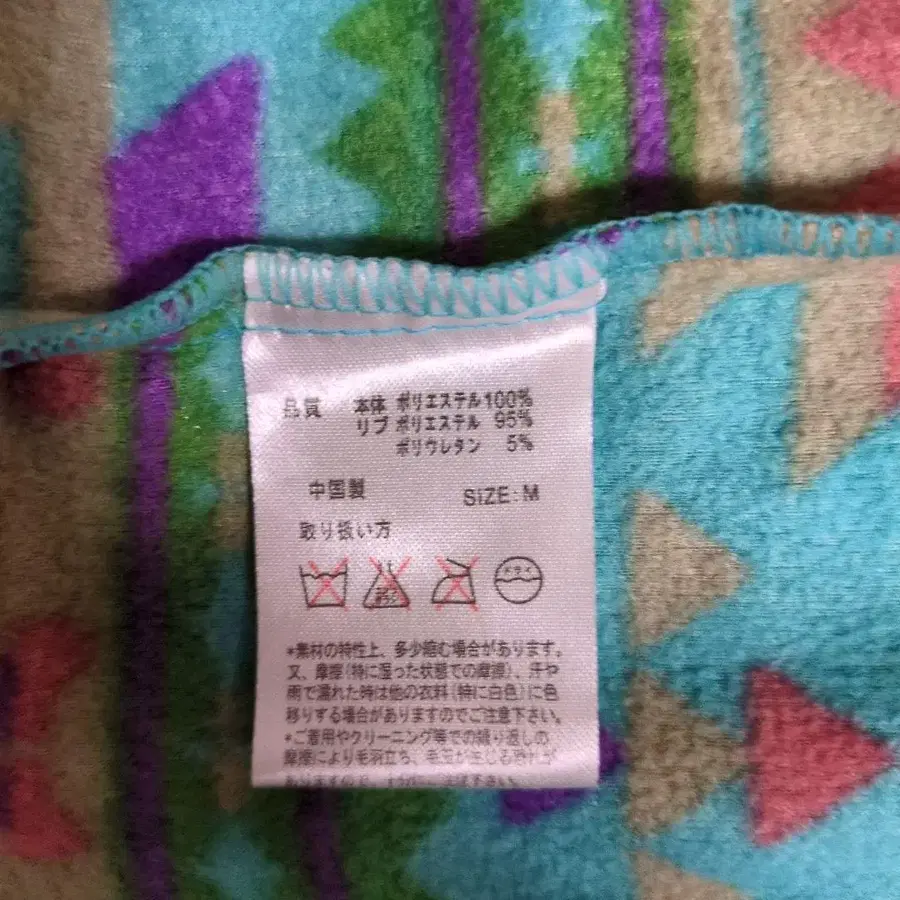 品質 本体 ポリエステル100%
リブ ポリエステル 95%
ポリウレタン 5%
中国製 SIZE: M
取り扱い方
ドライ
*素材の特性上、多少縮む場合があります。
又、摩擦(特に湿った状態での摩擦)、汗や
雨で濡れた時は他の衣料(特に白色)に色
移りする場合がありますのでご注意下さい。
*ご着用やクリーニング等での繰り返しの
摩擦により毛羽立ち、毛玉が生じる恐れが